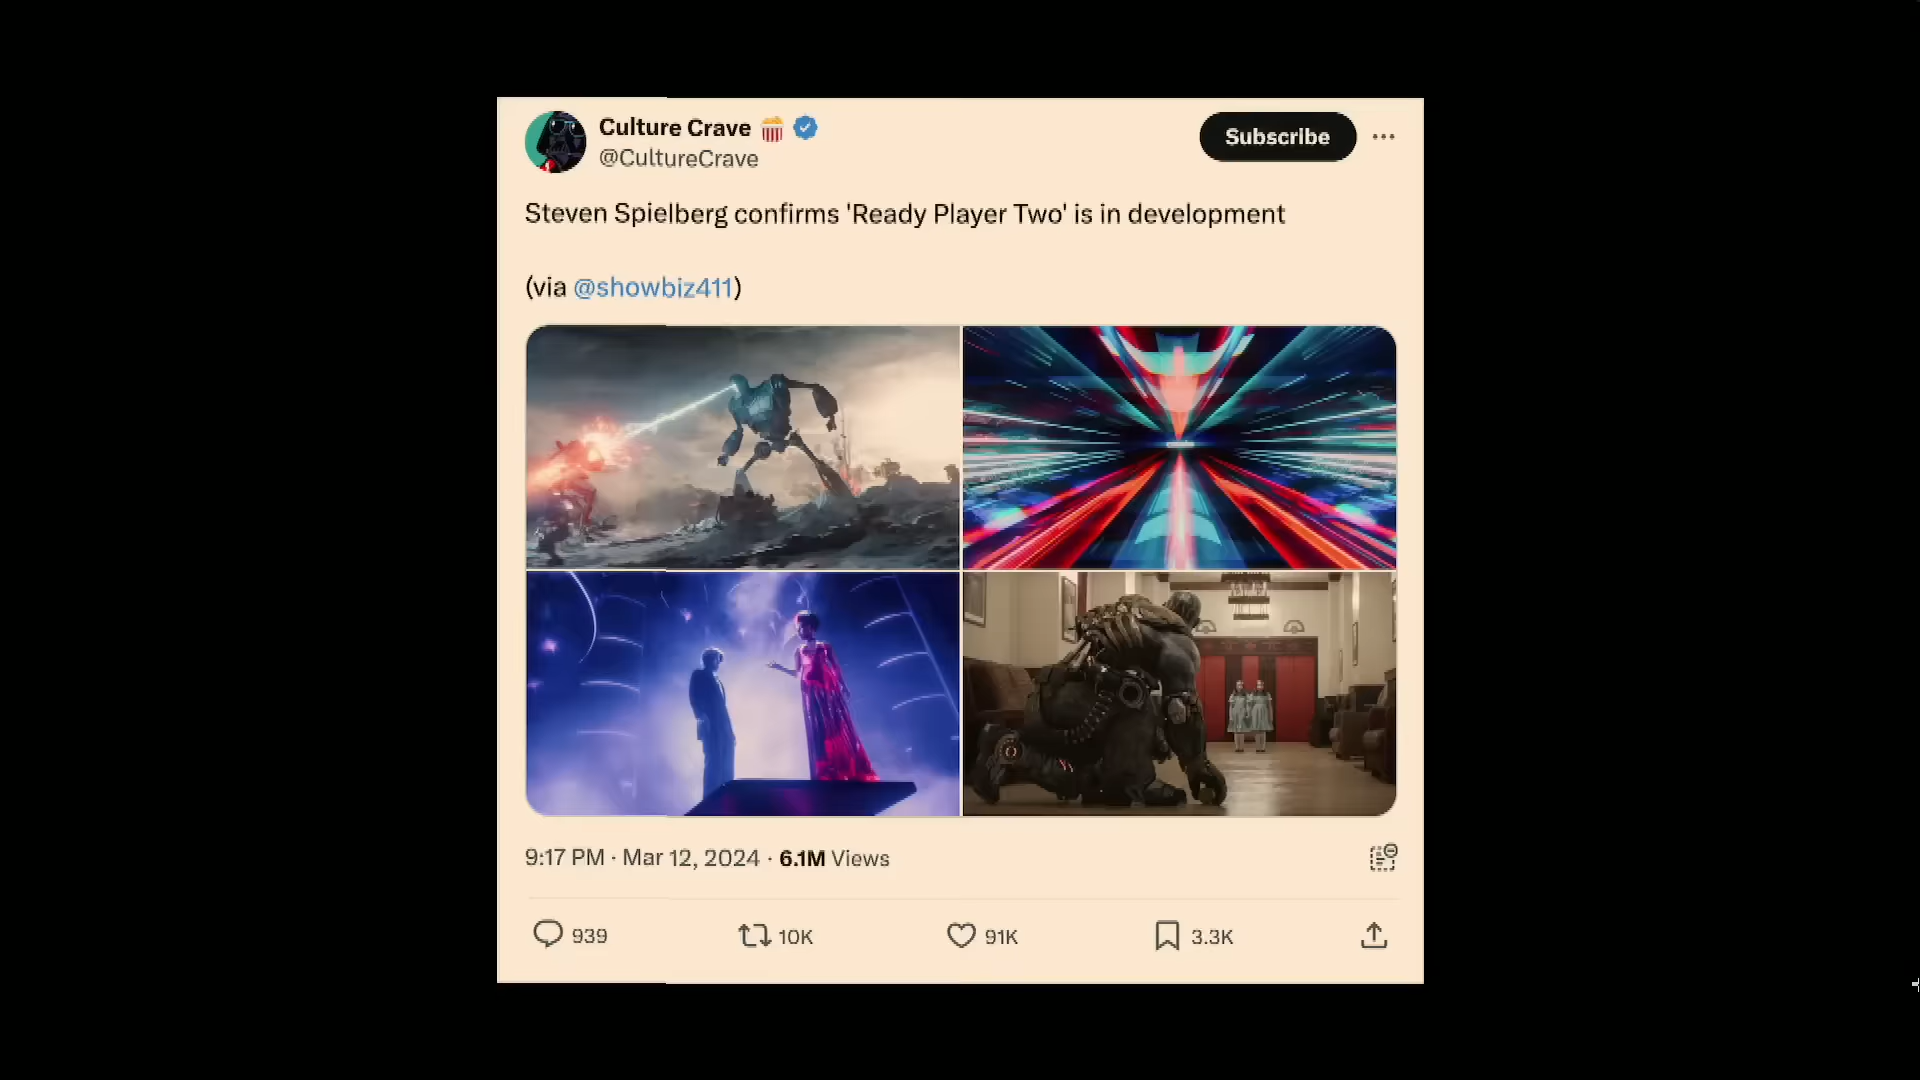 Culture Crave 🍿
@CultureCrave
Subscribe
Steven Spielberg confirms 'Ready Player Two' is in development
(via @showbiz411)
9:17 PM · Mar 12, 2024 · 6.1M Views
939
10K
91K
3.3K